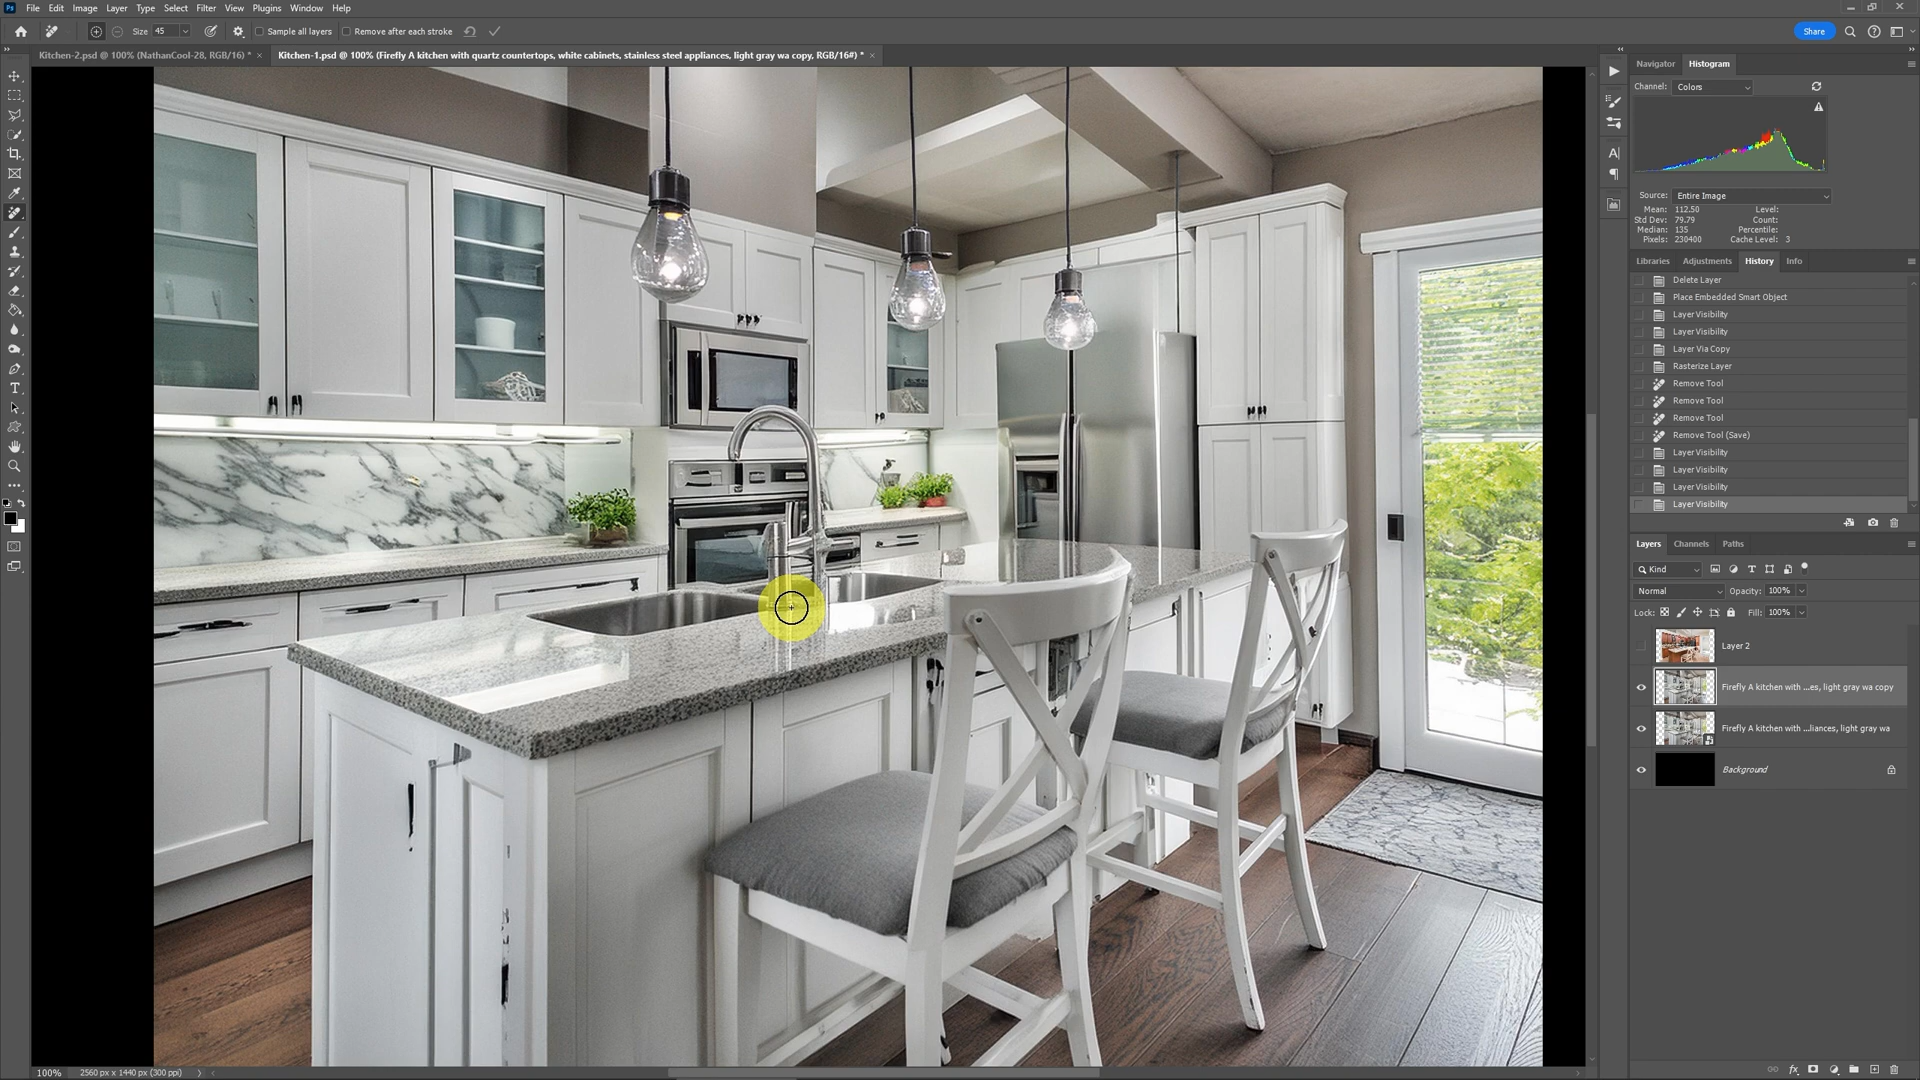 Ps File Edit Image Layer Type Select Filter View Plugins Window Help
Size 45 Sample all layers Remove after each stroke Share
Kitchen-2.psd @ 100% (NathanCool-28, RGB/16) * ×
Kitchen-1.psd @ 100% (Firefly A kitchen with quartz countertops, white cabinets, stainless steel appliances, light gray wa copy, RGB/16#) * ×
Navigator Histogram
Channel: Colors
Source: Entire Image
Mean: 112.50 Level:
Std Dev: 79.79 Count:
Median: 135 Percentile:
Pixels: 230400 Cache Level: 3
Libraries Adjustments History Info
Delete Layer
Place Embedded Smart Object
Layer Visibility
Layer Visibility
Layer Via Copy
Rasterize Layer
Remove Tool
Remove Tool
Remove Tool
Remove Tool (Save)
Layer Visibility
Layer Visibility
Layer Visibility
Layer Visibility
Layers Channels Paths
Kind
Normal Opacity: 100%
Lock: Fill: 100%
Layer 2
Firefly A kitchen with ...es, light gray wa copy
Firefly A kitchen with ...liances, light gray wa
Background
100% 2560 px x 1440 px (300 ppi)